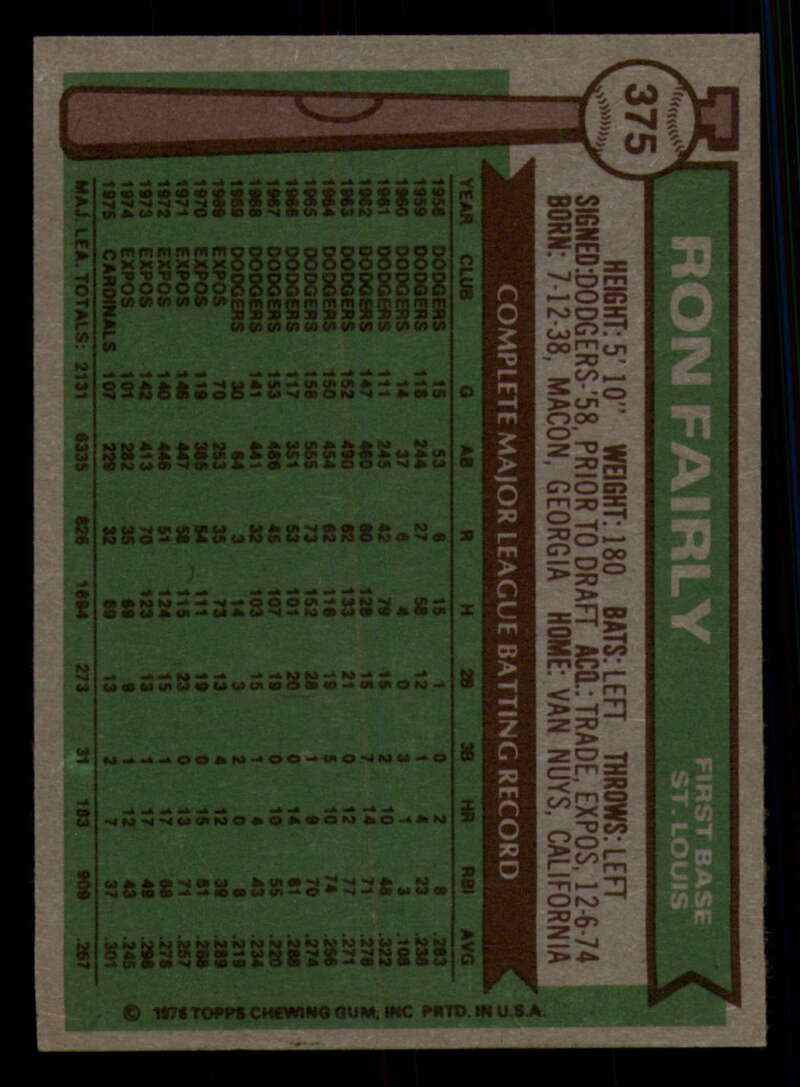 375
RON FAIRLY
FIRST BASE
ST. LOUIS
HEIGHT: 5' 10" WEIGHT: 180 BATS: LEFT THROWS: LEFT
SIGNED: DODGERS-'58, PRIOR TO DRAFT ACQ.: TRADE, EXPOS, 12-6-74
BORN: 7-12-38, MACON, GEORGIA HOME: VAN NUYS, CALIFORNIA
COMPLETE MAJOR LEAGUE BATTING RECORD
YEAR CLUB G AB R H 2B 3B HR RBI AVG
1958 DODGERS 15 53 6 15 1 0 2 8 .283
1959 DODGERS 118 244 27 58 12 1 4 23 .238
1960 DODGERS 14 37 6 4 0 3 1 3 .108
1961 DODGERS 111 245 42 79 15 2 10 48 .322
1962 DODGERS 147 460 80 128 15 7 14 71 .278
1963 DODGERS 152 490 62 133 21 0 12 77 .271
1964 DODGERS 150 454 62 116 19 5 10 74 .256
1965 DODGERS 158 555 73 152 28 1 9 70 .274
1966 DODGERS 117 351 53 101 20 0 14 61 .288
1967 DODGERS 153 486 45 107 19 0 10 55 .220
1968 DODGERS 141 441 32 103 15 1 4 43 .234
1969 DODGERS 30 64 3 14 3 2 0 8 .219
1969 EXPOS 70 253 35 73 13 4 12 39 .289
1970 EXPOS 119 385 54 111 19 0 15 61 .288
1971 EXPOS 146 447 58 115 23 0 13 71 .257
1972 EXPOS 140 446 51 124 15 1 17 68 .278
1973 EXPOS 142 413 70 123 13 1 17 49 .298
1974 EXPOS 101 282 35 69 9 1 12 43 .245
1975 CARDINALS 107 229 32 69 13 2 7 37 .301
MAJ. LEA. TOTALS: 2131 6335 826 1694 273 31 183 909 .267
© 1976 TOPPS CHEWING GUM, INC PRTD. IN U.S.A.